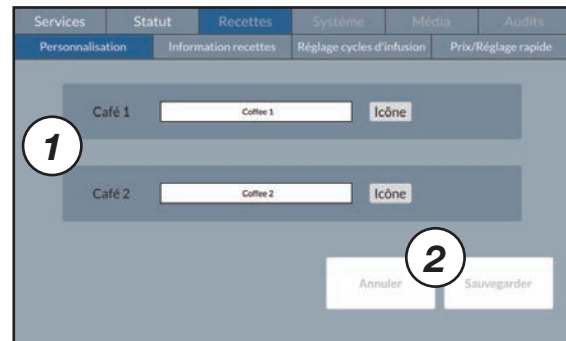 Services Statut Recettes Système Média Audits
Personnalisation Information recettes Réglage cycles d'infusion Prix/Réglage rapide
Café 1 Coffee 1 Icône
1
Café 2 Coffee 2 Icône
2
Annuler Sauvegarder